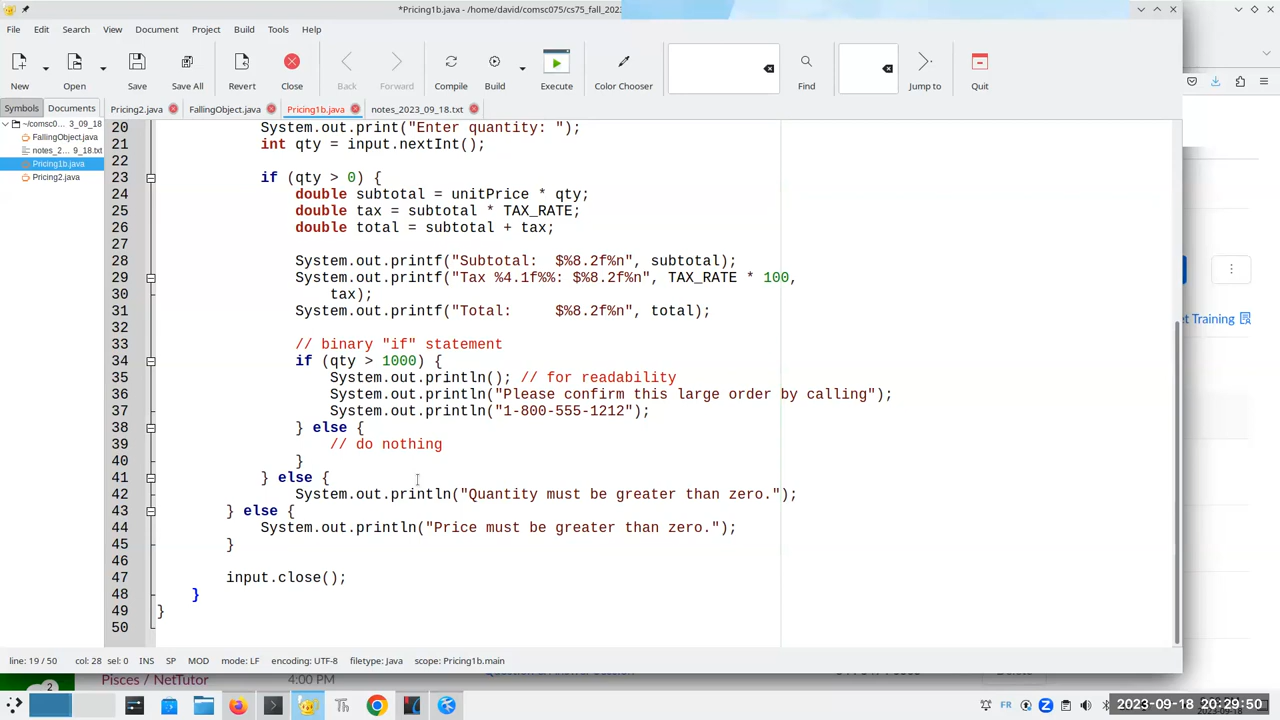 *Pricing1b.java - /home/david/comsc075/cs75_fall_202
File Edit Search View Document Project Build Tools Help
New Open Save Save All Revert Close Back Forward Compile Build Execute Color Chooser Find Jump to Quit
Symbols Documents Pricing2.java FallingObject.java Pricing1b.java notes_2023_09_18.txt
~/comsc0... 3_09_18
FallingObject.java
notes_2... 9_18.txt
Pricing1b.java
Pricing2.java
20 System.out.print("Enter quantity: ");
21 int qty = input.nextInt();
22
23 if (qty > 0) {
24 double subtotal = unitPrice * qty;
25 double tax = subtotal * TAX_RATE;
26 double total = subtotal + tax;
27
28 System.out.printf("Subtotal:  $%8.2f%n", subtotal);
29 System.out.printf("Tax %4.1f%%: $%8.2f%n", TAX_RATE * 100,
30 tax);
31 System.out.printf("Total:     $%8.2f%n", total);
32
33 // binary "if" statement
34 if (qty > 1000) {
35 System.out.println(); // for readability
36 System.out.println("Please confirm this large order by calling");
37 System.out.println("1-800-555-1212");
38 } else {
39 // do nothing
40 }
41 } else {
42 System.out.println("Quantity must be greater than zero.");
43 } else {
44 System.out.println("Price must be greater than zero.");
45 }
46
47 input.close();
48 }
49 }
50
et Training
line: 19 / 50 col: 28 sel: 0 INS SP MOD mode: LF encoding: UTF-8 filetype: Java scope: Pricing1b.main
Pisces / NetTutor 4:00 PM
2
FR
2023-09-18 20:29:50